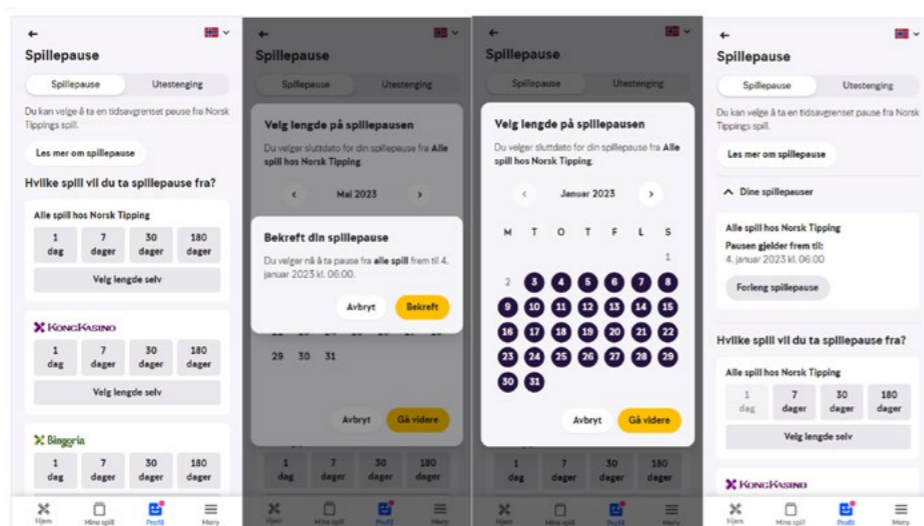 Spillepause
Spillepause Utestenging
Du kan velge å ta en tidsavgrenset pause fra Norsk
Tippings spill.
Les mer om spillepause
Hvilke spill vil du ta spillepause fra?
Alle spill hos Norsk Tipping
1 dag 7 dager 30 dager 180 dager
Velg lengde selv
KONGKASINO
1 dag 7 dager 30 dager 180 dager
Velg lengde selv
Bingoria
1 dag 7 dager 30 dager 180 dager
Hjem Mine spill Profil Meny
Spillepause
Spillepause Utestenging
Velg lengde på spillepausen
Du velger sluttdato for din spillepause fra Alle
spill hos Norsk Tipping.
Mai 2023
Bekreft din spillepause
Du velger nå å ta pause fra alle spill frem til 4.
januar 2023 kl. 06:00.
Avbryt Bekreft
29 30 31
Avbryt Gå videre
1 dag 7 dager 30 dager 180 dager
Hjem Mine spill Profil Meny
Spillepause
Spillepause Utestenging
Velg lengde på spillepausen
Du velger sluttdato for din spillepause fra Alle
spill hos Norsk Tipping.
Januar 2023
M T O T F L S
1
2 3 4 5 6 7 8
9 10 11 12 13 14 15
16 17 18 19 20 21 22
23 24 25 26 27 28 29
30 31
Avbryt Gå videre
1 dag 7 dager 30 dager 180 dager
Hjem Mine spill Profil Meny
Spillepause
Spillepause Utestenging
Du kan velge å ta en tidsavgrenset pause fra Norsk
Tippings spill.
Les mer om spillepause
Dine spillepauser
Alle spill hos Norsk Tipping
Pausen gjelder frem til:
4. januar 2023 kl. 06:00
Forleng spillepause
Hvilke spill vil du ta spillepause fra?
Alle spill hos Norsk Tipping
1 dag 7 dager 30 dager 180 dager
Velg lengde selv
KONGKASINO
Hjem Mine spill Profil Meny